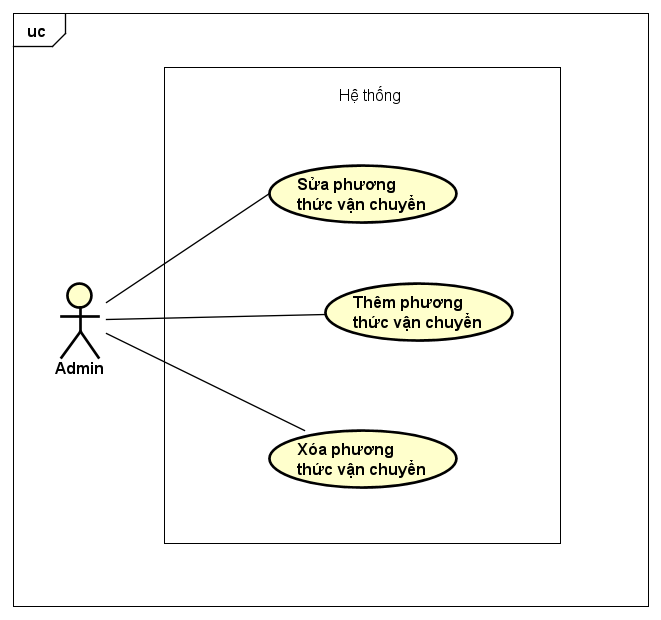 uc
Hệ thống
Sửa phương
thức vận chuyển
Thêm phương
thức vận chuyển
Admin
Xóa phương
thức vận chuyển